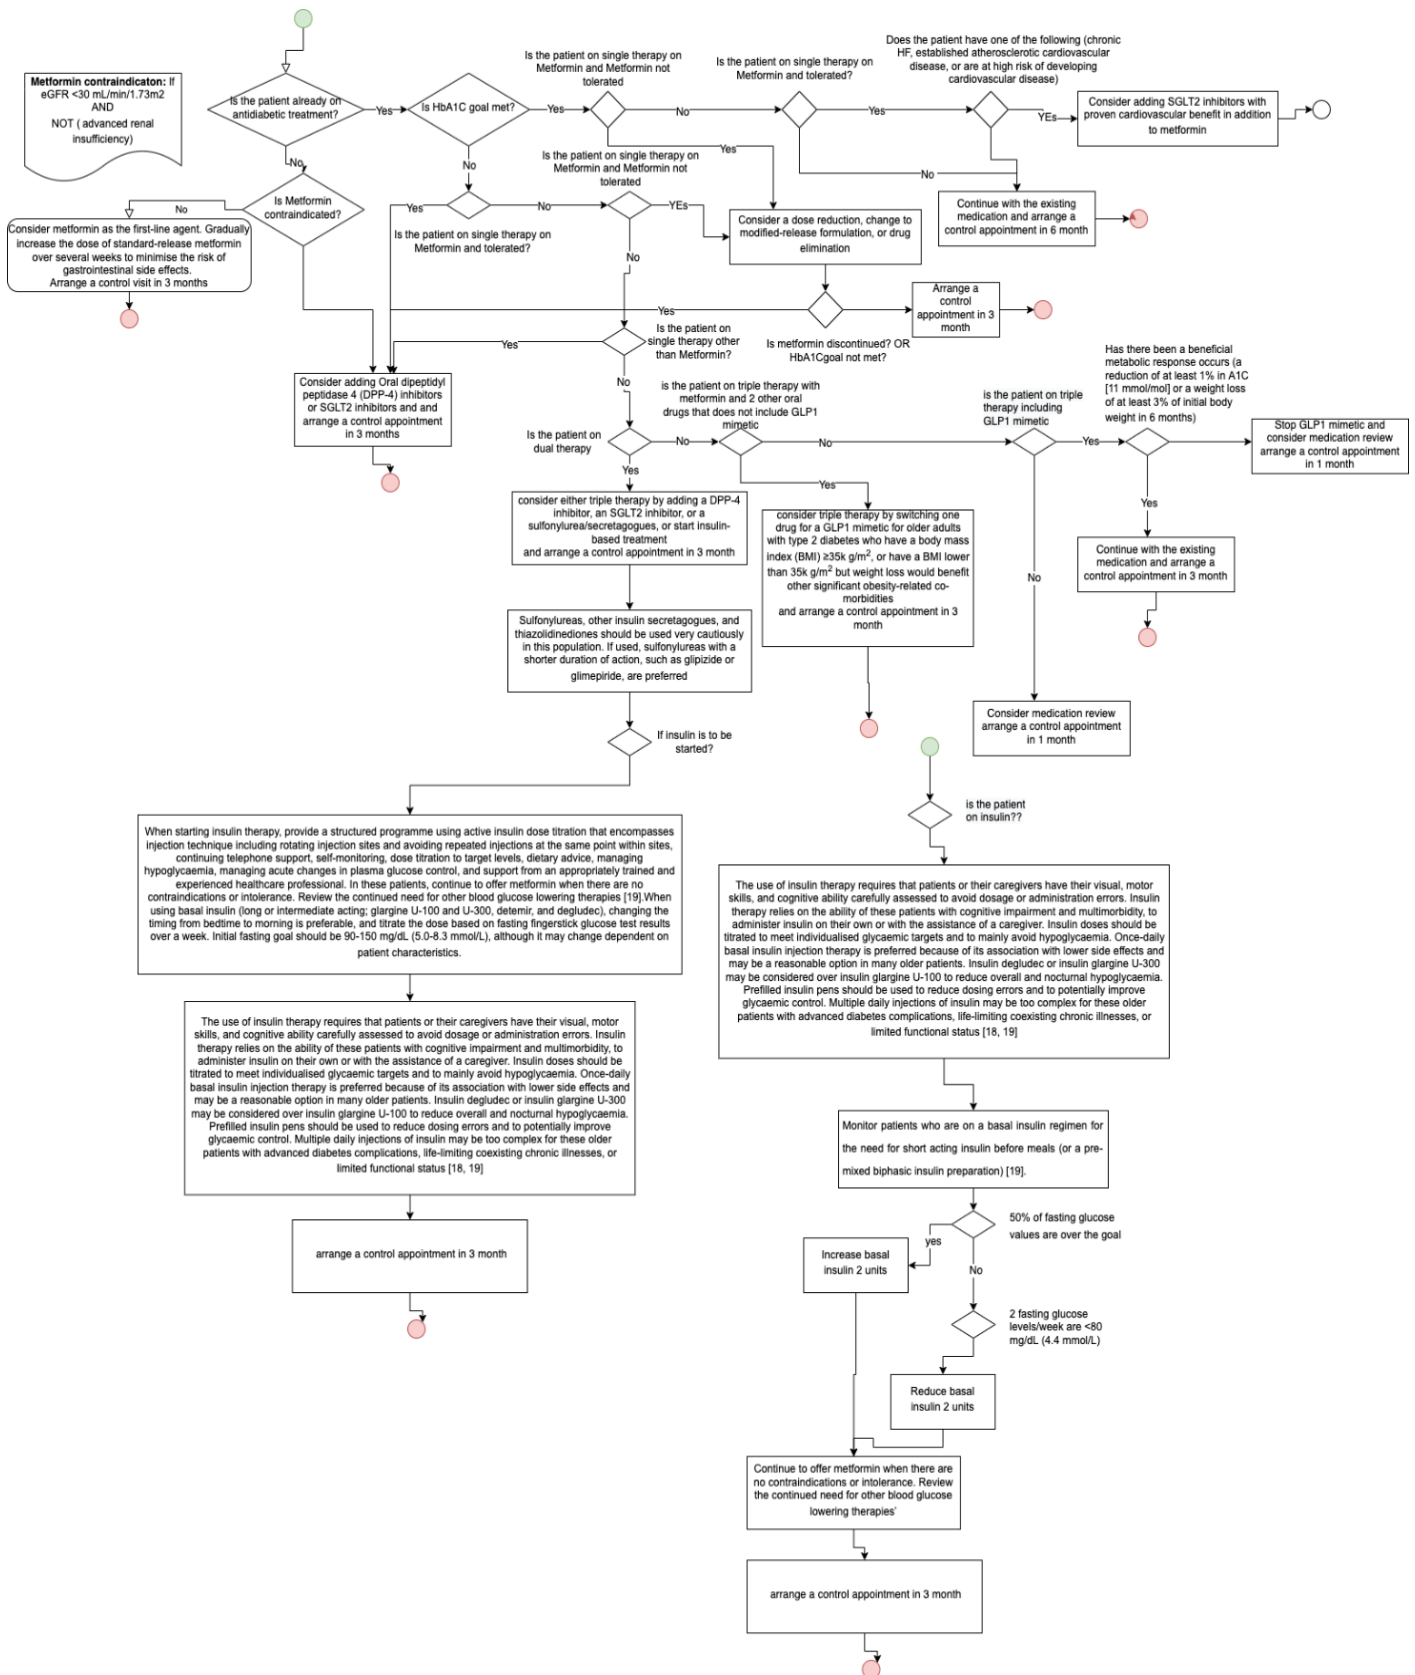 Metformin contraindicaton: If
eGFR <30 mL/min/1.73m2
AND
NOT ( advanced renal
insufficiency)
Is the patient already on
antidiabetic treatment?
Yes
Is HbA1C goal met?
Yes
Is the patient on single therapy on
Metformin and Metformin not
tolerated
No
Is the patient on single therapy on
Metformin and tolerated?
Yes
Does the patient have one of the following (chronic
HF, established atherosclerotic cardiovascular
disease, or are at high risk of developing
cardiovascular disease)
YEs
Consider adding SGLT2 inhibitors with
proven cardiovascular benefit in addition
to metformin
No
No
Yes
No
Is Metformin
contraindicated?
No
Consider metformin as the first-line agent. Gradually
increase the dose of standard-release metformin
over several weeks to minimise the risk of
gastrointestinal side effects.
Arrange a control visit in 3 months
Yes
Is the patient on single therapy on
Metformin and tolerated?
No
Is the patient on single therapy on
Metformin and Metformin not
tolerated
YEs
No
Consider a dose reduction, change to
modified-release formulation, or drug
elimination
Continue with the existing
medication and arrange a
control appointment in 6 month
Yes
Is metformin discontinued? OR
HbA1Cgoal not met?
Arrange a
control
appointment in 3
month
Is the patient on
single therapy other
than Metformin?
Yes
No
Consider adding Oral dipeptidyl
peptidase 4 (DPP-4) inhibitors
or SGLT2 inhibitors and and
arrange a control appointment
in 3 months
Is the patient on
dual therapy
No
is the patient on triple therapy with
metformin and 2 other oral
drugs that does not include GLP1
mimetic
No
is the patient on triple
therapy including
GLP1 mimetic
Yes
Has there been a beneficial
metabolic response occurs (a
reduction of at least 1% in A1C
[11 mmol/mol] or a weight loss
of at least 3% of initial body
weight in 6 months)
Stop GLP1 mimetic and
consider medication review
arrange a control appointment
in 1 month
Yes
Yes
Yes
No
consider either triple therapy by adding a DPP-4
inhibitor, an SGLT2 inhibitor, or a
sulfonylurea/secretagogues, or start insulin-
based treatment
and arrange a control appointment in 3 month
consider triple therapy by switching one
drug for a GLP1 mimetic for older adults
with type 2 diabetes who have a body mass
index (BMI) ≥35k g/m², or have a BMI lower
than 35k g/m² but weight loss would benefit
other significant obesity-related co-
morbidities
and arrange a control appointment in 3
month
Continue with the existing
medication and arrange a
control appointment in 3 month
Sulfonylureas, other insulin secretagogues, and
thiazolidinediones should be used very cautiously
in this population. If used, sulfonylureas with a
shorter duration of action, such as glipizide or
glimepiride, are preferred
Consider medication review
arrange a control appointment
in 1 month
If insulin is to be
started?
is the patient
on insulin??
When starting insulin therapy, provide a structured programme using active insulin dose titration that encompasses
injection technique including rotating injection sites and avoiding repeated injections at the same point within sites,
continuing telephone support, self-monitoring, dose titration to target levels, dietary advice, managing
hypoglycaemia, managing acute changes in plasma glucose control, and support from an appropriately trained and
experienced healthcare professional. In these patients, continue to offer metformin when there are no
contraindications or intolerance. Review the continued need for other blood glucose lowering therapies [19].When
using basal insulin (long or intermediate acting; glargine U-100 and U-300, detemir, and degludec), changing the
timing from bedtime to morning is preferable, and titrate the dose based on fasting fingerstick glucose test results
over a week. Initial fasting goal should be 90-150 mg/dL (5.0-8.3 mmol/L), although it may change dependent on
patient characteristics.
The use of insulin therapy requires that patients or their caregivers have their visual, motor
skills, and cognitive ability carefully assessed to avoid dosage or administration errors. Insulin
therapy relies on the ability of these patients with cognitive impairment and multimorbidity, to
administer insulin on their own or with the assistance of a caregiver. Insulin doses should be
titrated to meet individualised glycaemic targets and to mainly avoid hypoglycaemia. Once-daily
basal insulin injection therapy is preferred because of its association with lower side effects and
may be a reasonable option in many older patients. Insulin degludec or insulin glargine U-300
may be considered over insulin glargine U-100 to reduce overall and nocturnal hypoglycaemia.
Prefilled insulin pens should be used to reduce dosing errors and to potentially improve
glycaemic control. Multiple daily injections of insulin may be too complex for these older
patients with advanced diabetes complications, life-limiting coexisting chronic illnesses, or
limited functional status [18, 19]
arrange a control appointment in 3 month
The use of insulin therapy requires that patients or their caregivers have their visual, motor
skills, and cognitive ability carefully assessed to avoid dosage or administration errors. Insulin
therapy relies on the ability of these patients with cognitive impairment and multimorbidity, to
administer insulin on their own or with the assistance of a caregiver. Insulin doses should be
titrated to meet individualised glycaemic targets and to mainly avoid hypoglycaemia. Once-daily
basal insulin injection therapy is preferred because of its association with lower side effects and
may be a reasonable option in many older patients. Insulin degludec or insulin glargine U-300
may be considered over insulin glargine U-100 to reduce overall and nocturnal hypoglycaemia.
Prefilled insulin pens should be used to reduce dosing errors and to potentially improve
glycaemic control. Multiple daily injections of insulin may be too complex for these older
patients with advanced diabetes complications, life-limiting coexisting chronic illnesses, or
limited functional status [18, 19]
Monitor patients who are on a basal insulin regimen for
the need for short acting insulin before meals (or a pre-
mixed biphasic insulin preparation) [19].
50% of fasting glucose
values are over the goal
yes
Increase basal
insulin 2 units
No
2 fasting glucose
levels/week are <80
mg/dL (4.4 mmol/L)
Reduce basal
insulin 2 units
Continue to offer metformin when there are
no contraindications or intolerance. Review
the continued need for other blood glucose
lowering therapies'
arrange a control appointment in 3 month